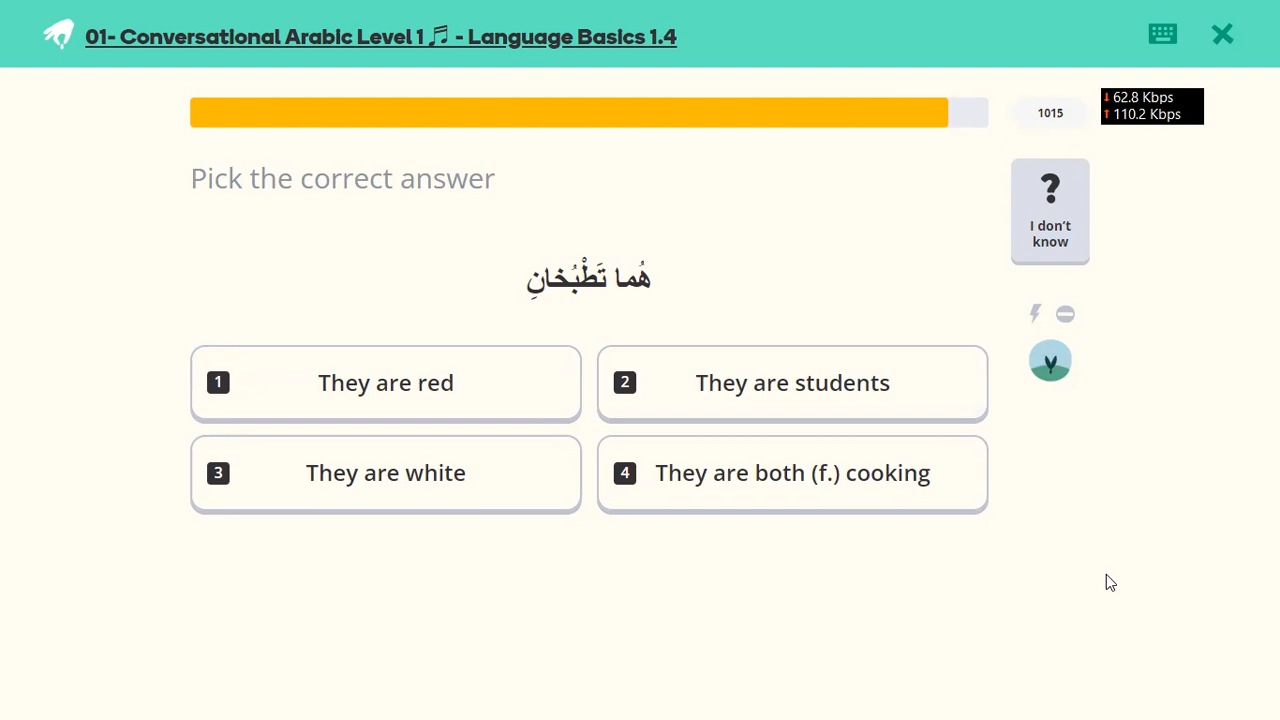 01- Conversational Arabic Level 1 🎵 - Language Basics 1.4
↓ 62.8 Kbps
↑ 110.2 Kbps
1015
Pick the correct answer
?
I don't
know
هُما تَطْبُخانِ
1 They are red
2 They are students
3 They are white
4 They are both (f.) cooking